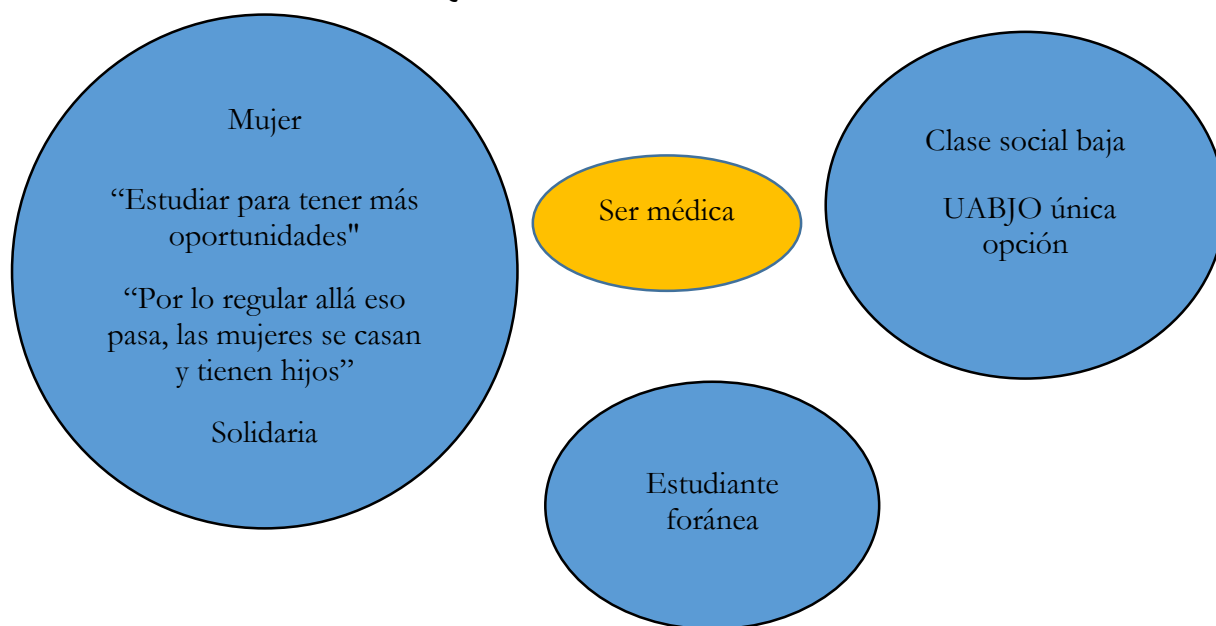 Mujer
“Estudiar para tener más
oportunidades"
“Por lo regular allá eso
pasa, las mujeres se casan
y tienen hijos”
Solidaria
Ser médica
Clase social baja
UABJO única
opción
Estudiante
foránea